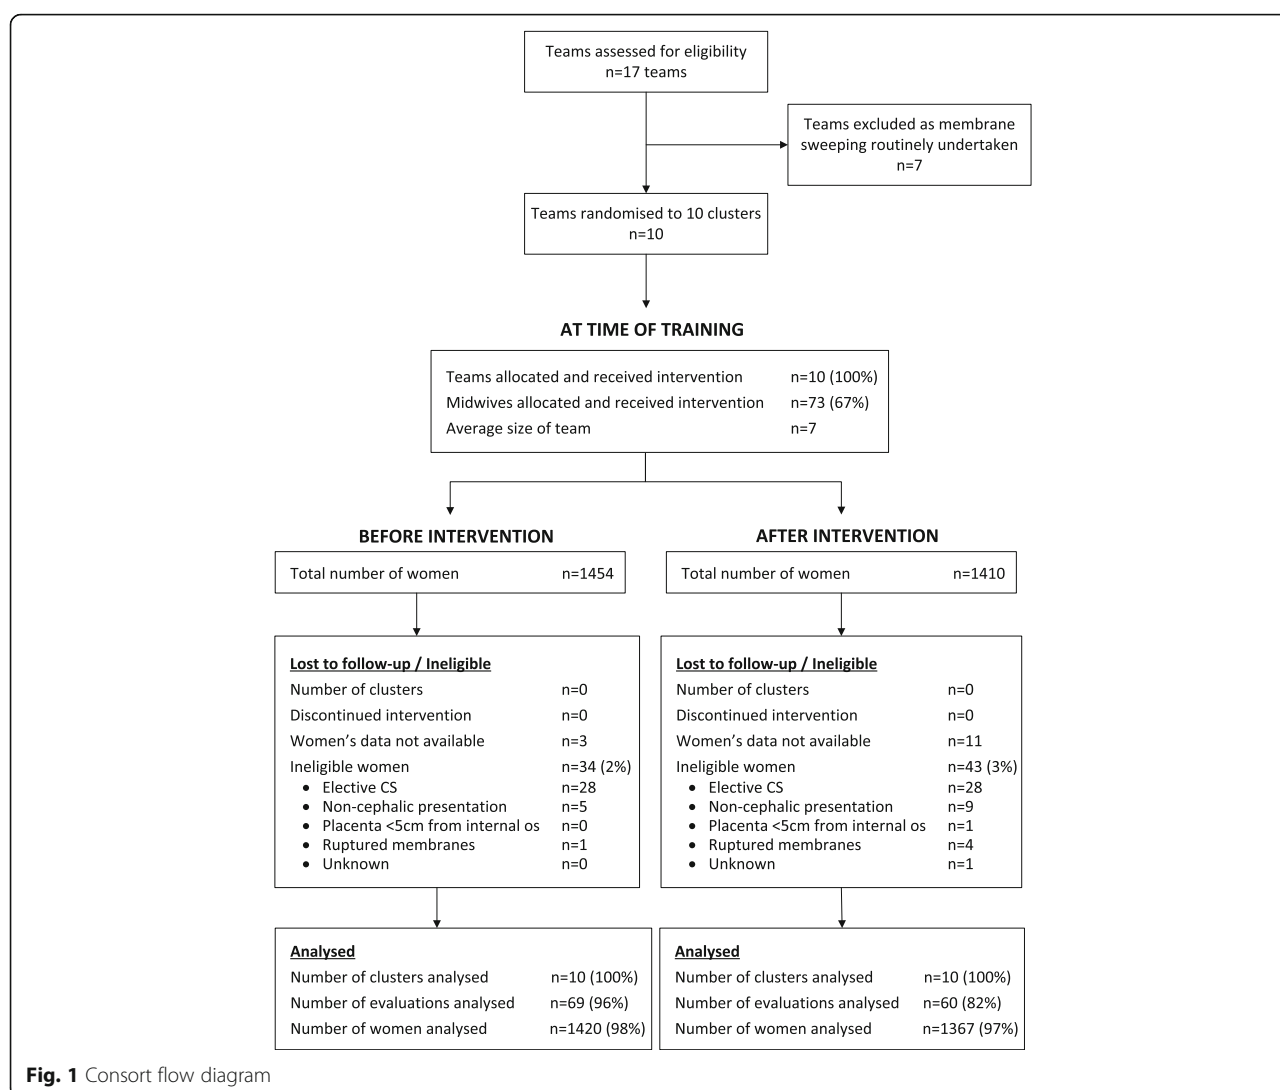 Teams assessed for eligibility
n=17 teams
Teams excluded as membrane
sweeping routinely undertaken
n=7
Teams randomised to 10 clusters
n=10
AT TIME OF TRAINING
Teams allocated and received intervention n=10 (100%)
Midwives allocated and received intervention n=73 (67%)
Average size of team n=7
BEFORE INTERVENTION
Total number of women n=1454
Lost to follow-up / Ineligible
Number of clusters n=0
Discontinued intervention n=0
Women's data not available n=3
Ineligible women n=34 (2%)
• Elective CS n=28
• Non-cephalic presentation n=5
• Placenta <5cm from internal os n=0
• Ruptured membranes n=1
• Unknown n=0
Analysed
Number of clusters analysed n=10 (100%)
Number of evaluations analysed n=69 (96%)
Number of women analysed n=1420 (98%)
AFTER INTERVENTION
Total number of women n=1410
Lost to follow-up / Ineligible
Number of clusters n=0
Discontinued intervention n=0
Women's data not available n=11
Ineligible women n=43 (3%)
• Elective CS n=28
• Non-cephalic presentation n=9
• Placenta <5cm from internal os n=1
• Ruptured membranes n=4
• Unknown n=1
Analysed
Number of clusters analysed n=10 (100%)
Number of evaluations analysed n=60 (82%)
Number of women analysed n=1367 (97%)
Fig. 1 Consort flow diagram